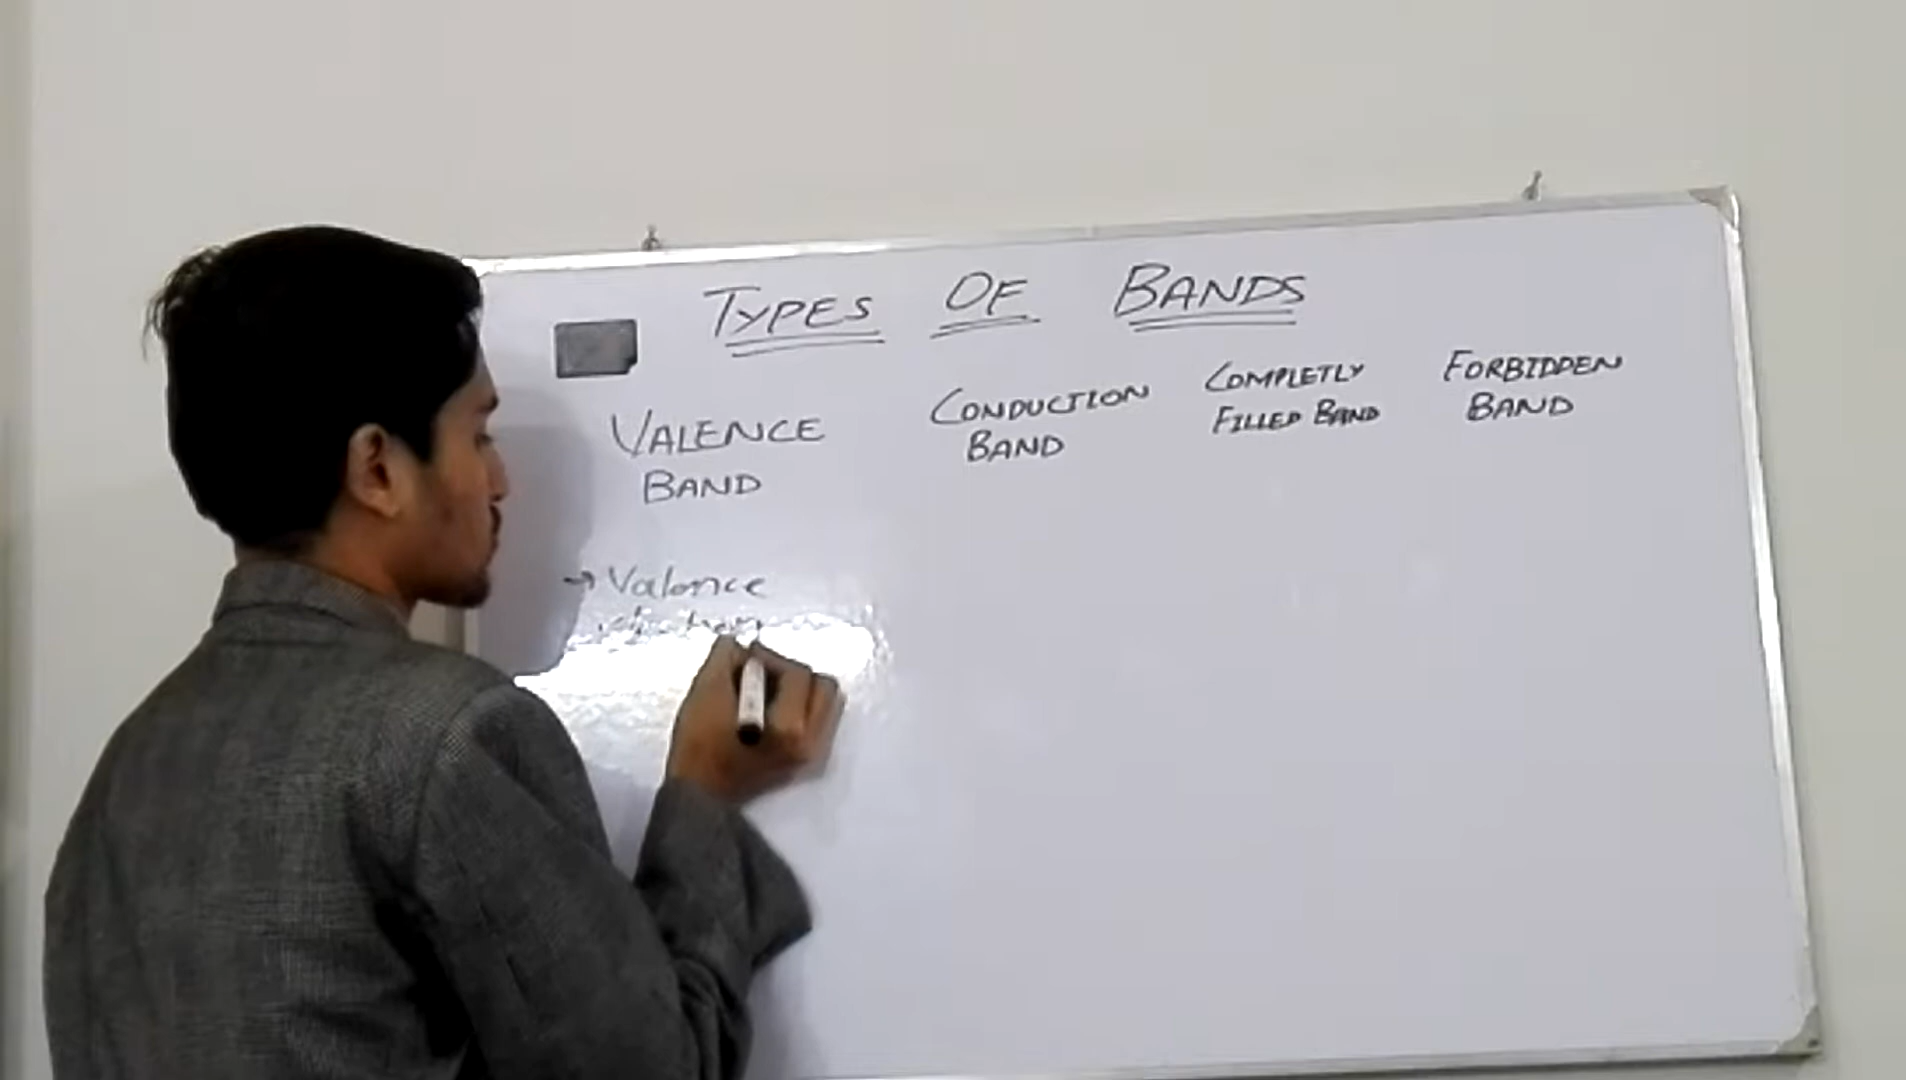 TYPES OF BANDS
VALENCE
BAND
CONDUCTION
BAND
COMPLETLY
FILLED BAND
FORBIDDEN
BAND
→ Valence